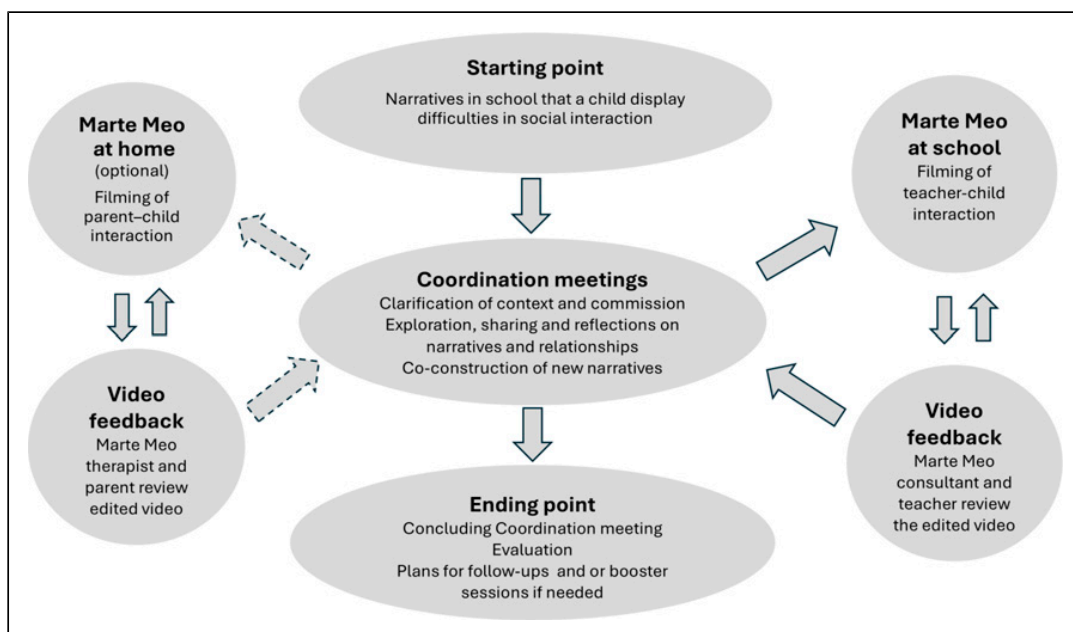 Starting point
Narratives in school that a child display
difficulties in social interaction
Marte Meo
at home
(optional)
Filming of
parent–child
interaction
Marte Meo
at school
Filming of
teacher-child
interaction
Coordination meetings
Clarification of context and commission
Exploration, sharing and reflections on
narratives and relationships
Co-construction of new narratives
Video
feedback
Marte Meo
therapist and
parent review
edited video
Video
feedback
Marte Meo
consultant and
teacher review
the edited video
Ending point
Concluding Coordination meeting
Evaluation
Plans for follow-ups and or booster
sessions if needed